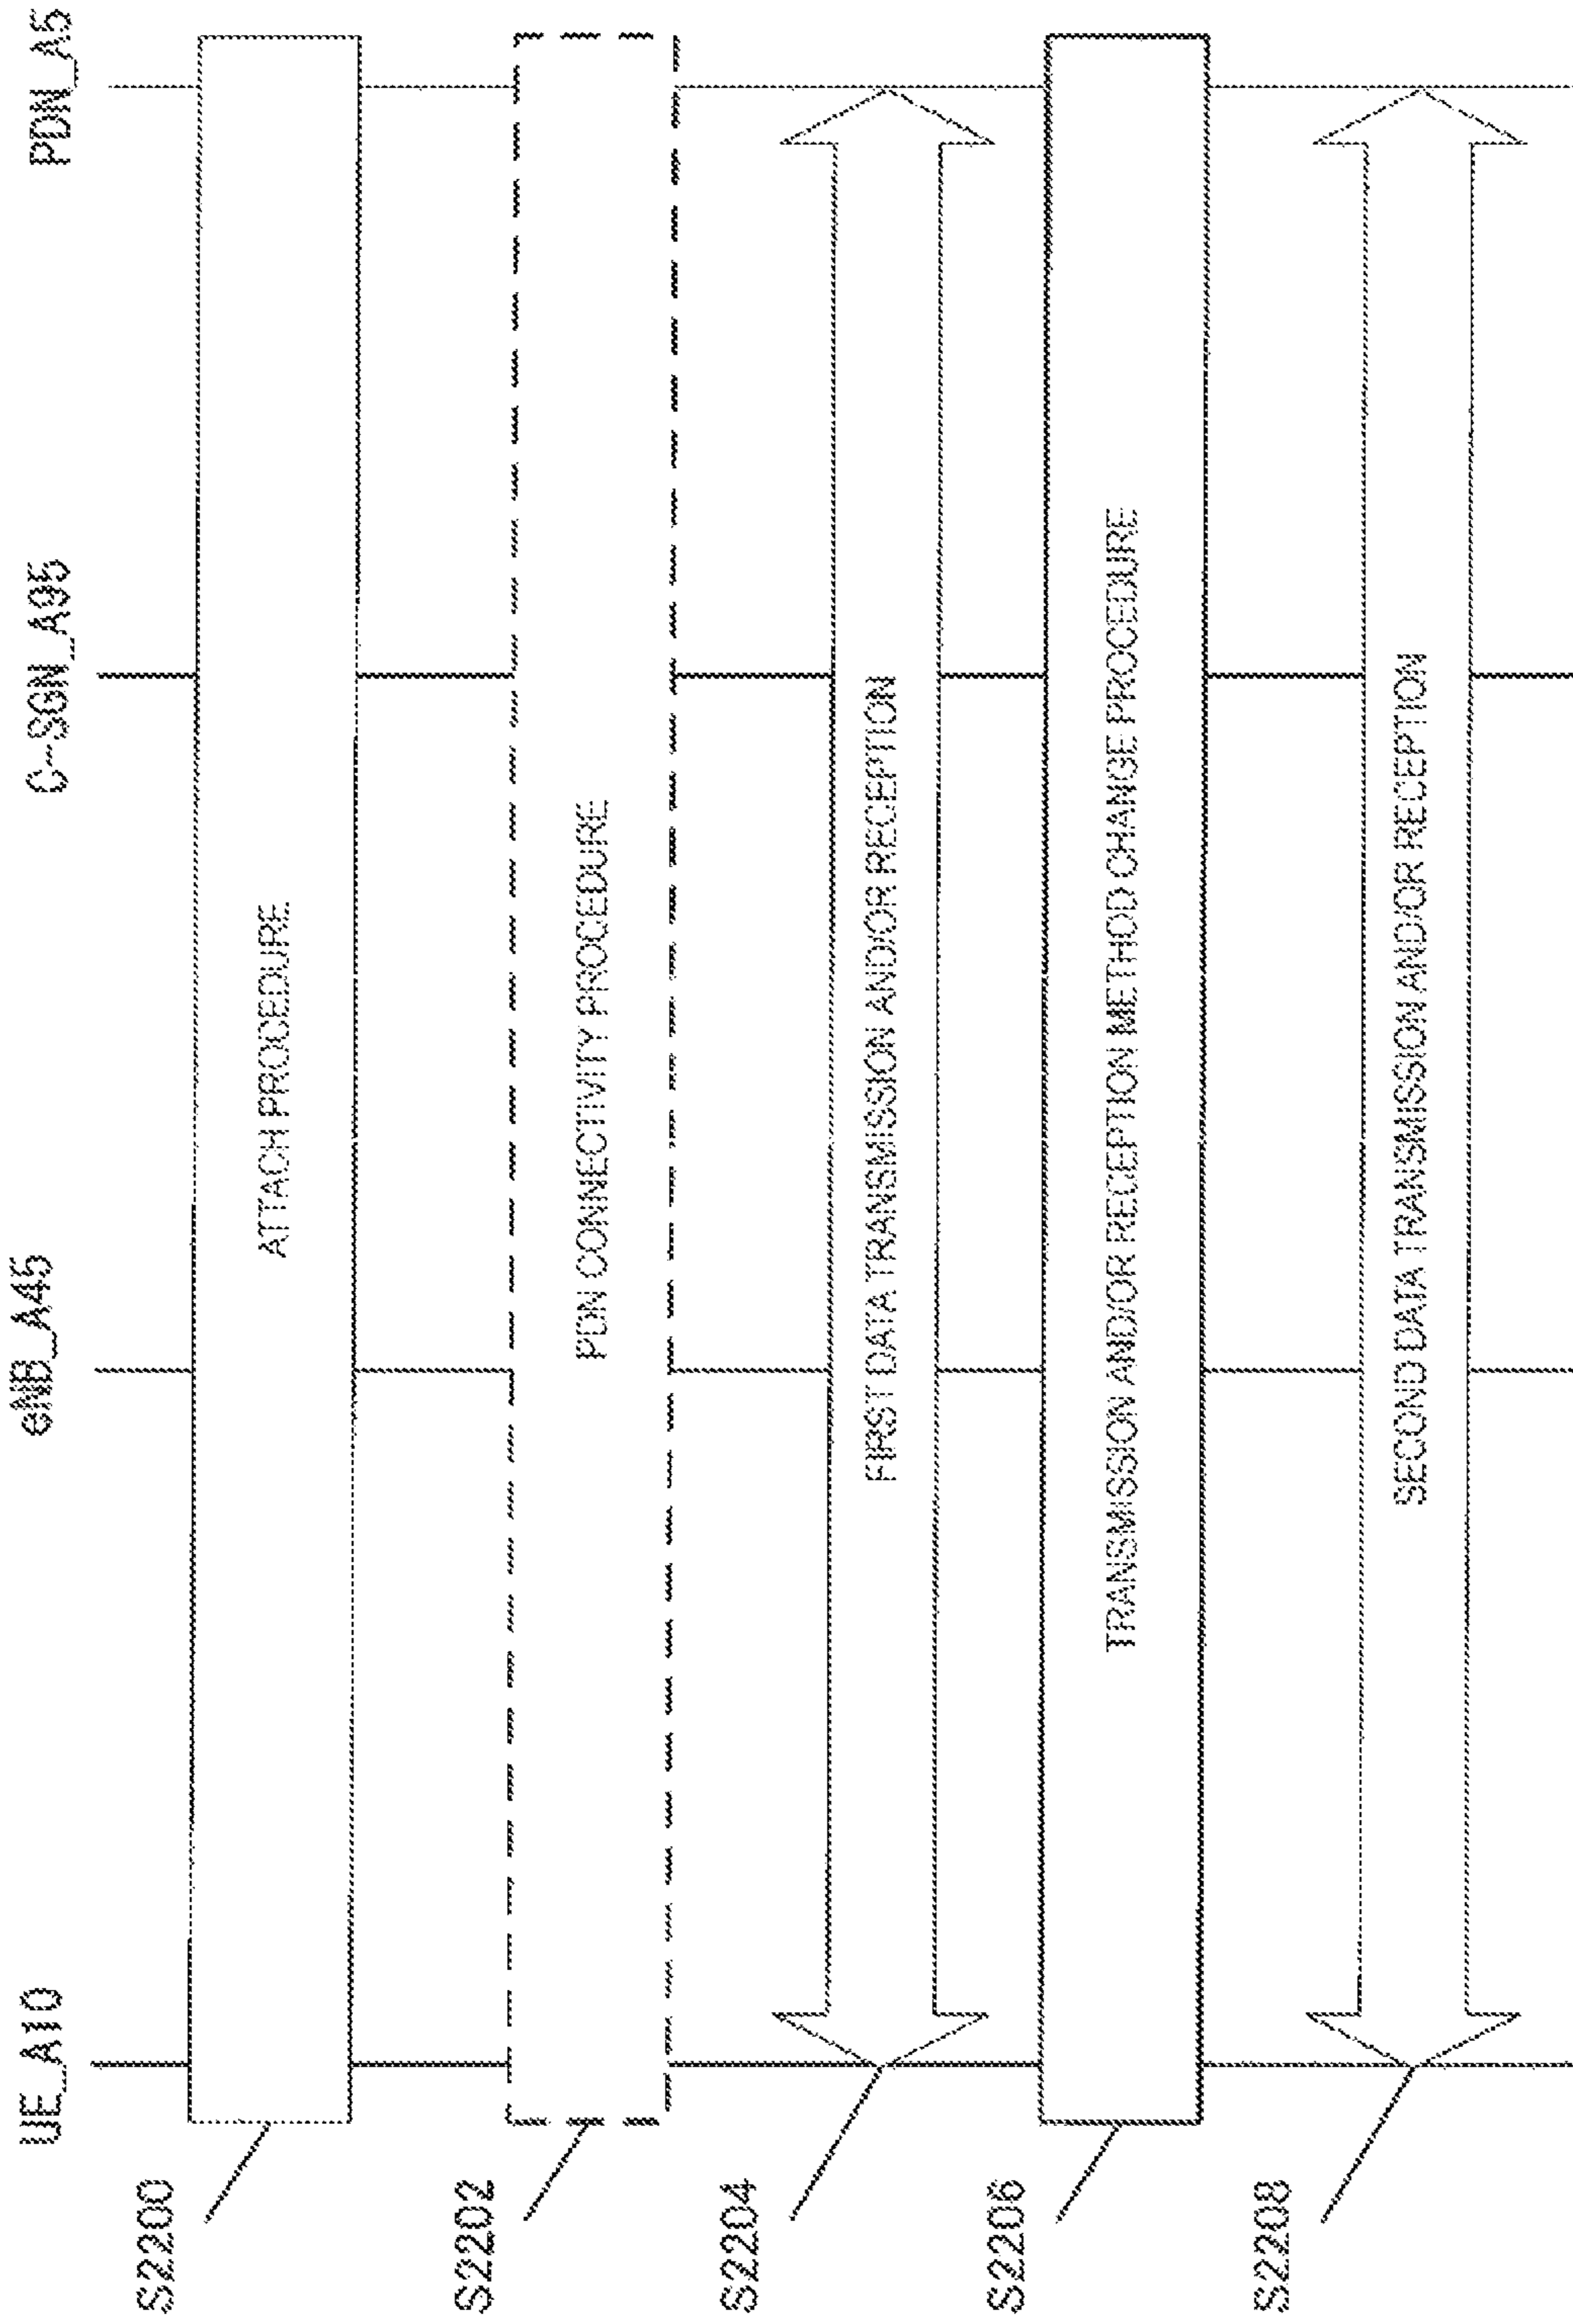 UE_A10
eNB_A45
C-SGN_A95
PDN_A5
S2200
ATTACH PROCEDURE
S2202
PDN CONNECTIVITY PROCEDURE
S2204
FIRST DATA TRANSMISSION AND/OR RECEPTION
S2206
TRANSMISSION AND/OR RECEPTION METHOD CHANGE PROCEDURE
S2208
SECOND DATA TRANSMISSION AND/OR RECEPTION